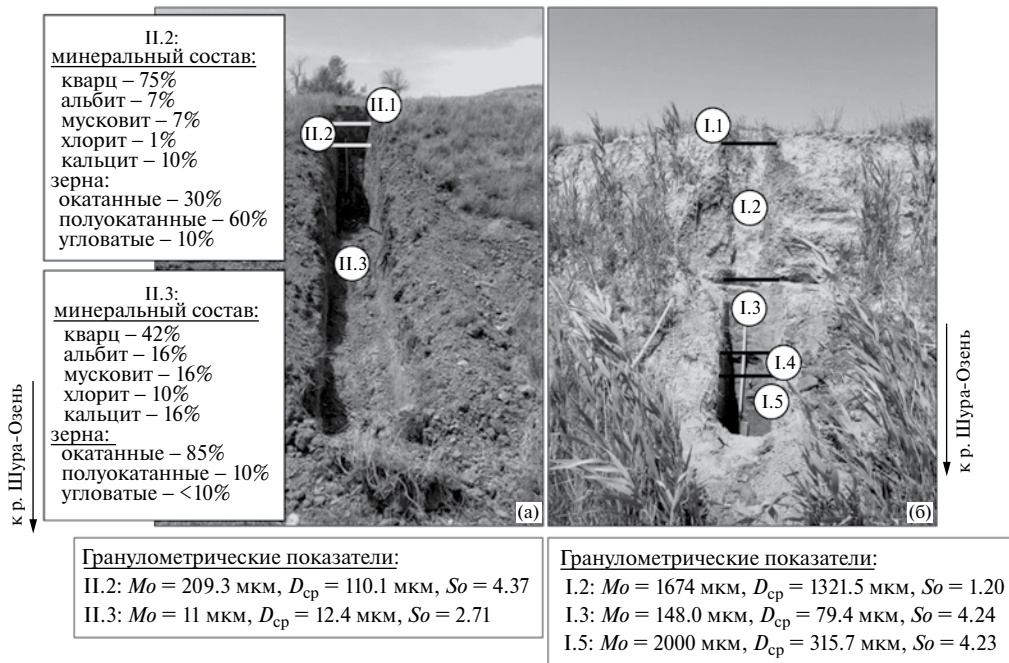 II.2:
минеральный состав:
кварц – 75%
альбит – 7%
мусковит – 7%
хлорит – 1%
кальцит – 10%
зерна:
окатанные – 30%
полуокатанные – 60%
угловатые – 10%
II.3:
минеральный состав:
кварц – 42%
альбит – 16%
мусковит – 16%
хлорит – 10%
кальцит – 16%
зерна:
окатанные – 85%
полуокатанные – 10%
угловатые – <10%
к р. Шура-Озень
II.1
II.2
II.3
(а)
I.1
I.2
I.3
I.4
I.5
(б)
к р. Шура-Озень
Гранулометрические показатели:
II.2: Mo = 209.3 мкм, Dср = 110.1 мкм, So = 4.37
II.3: Mo = 11 мкм, Dср = 12.4 мкм, So = 2.71
Гранулометрические показатели:
I.2: Mo = 1674 мкм, Dср = 1321.5 мкм, So = 1.20
I.3: Mo = 148.0 мкм, Dср = 79.4 мкм, So = 4.24
I.5: Mo = 2000 мкм, Dср = 315.7 мкм, So = 4.23